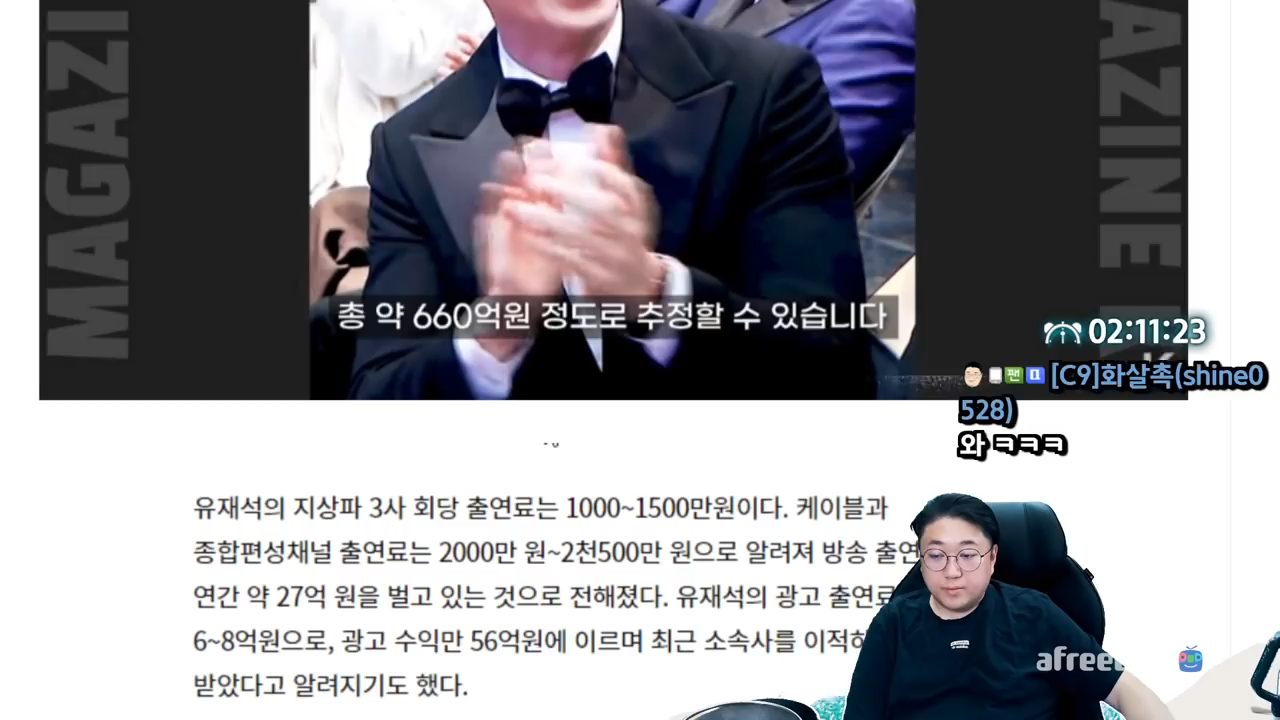 MAGAZI
AZINE
총 약 660억원 정도로 추정할 수 있습니다
02:11:23
팬 [C9]화살촉(shine0
528)
와 ㅋㅋㅋ
유재석의 지상파 3사 회당 출연료는 1000~1500만원이다. 케이블과
종합편성채널 출연료는 2000만 원~2천500만 원으로 알려져 방송 출연
연간 약 27억 원을 벌고 있는 것으로 전해졌다. 유재석의 광고 출연료
6~8억원으로, 광고 수익만 56억원에 이르며 최근 소속사를 이적하
받았다고 알려지기도 했다.
afree